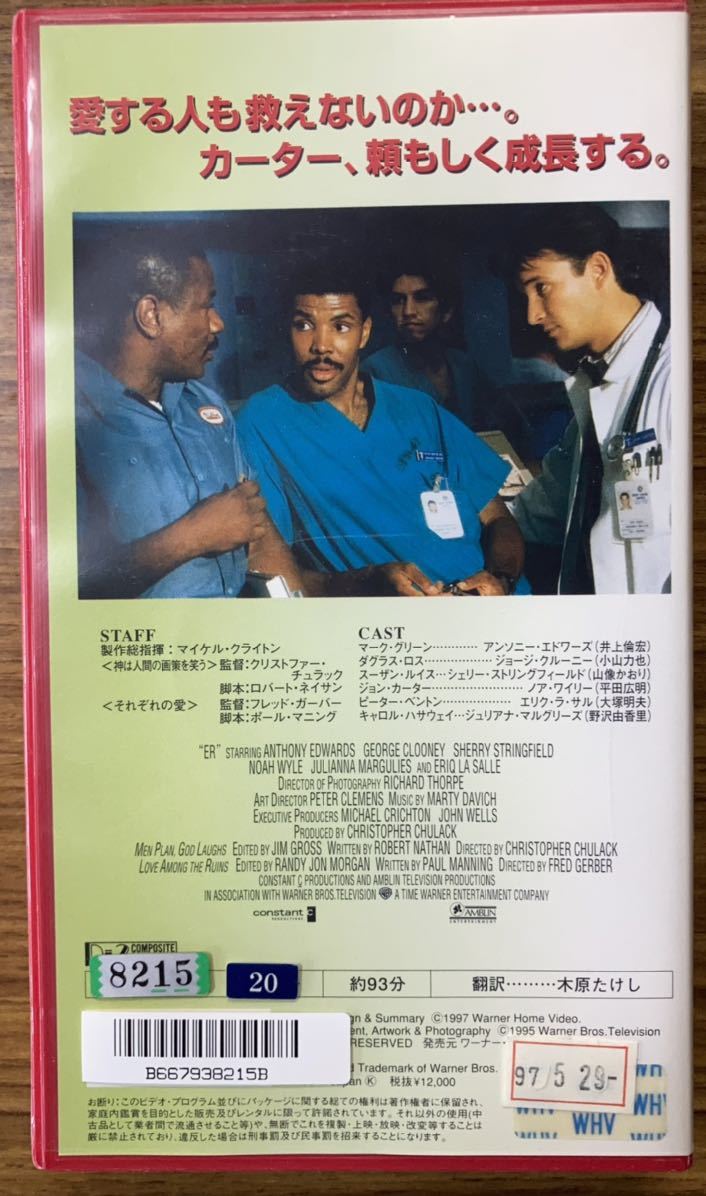 愛する人も救えないのか…。
カーター、頼もしく成長する。
STAFF
製作総指揮：マイケル・クライトン
<神は人間の画策を笑う>監督：クリストファー・
チュラック
脚本：ロバート・ネイサン
<それぞれの愛> 監督：フレッド・ガーバー
脚本：ポール・マニング
CAST
マーク・グリーン…………アンソニー・エドワーズ（井上倫宏）
ダグラス・ロス………………ジョージ・クルーニー（小山力也）
スーザン・ルイス…シェリー・ストリングフィールド（山像かおり）
ジョン・カーター……………………ノア・ワイリー（平田広明）
ピーター・ベントン………………エリク・ラ・サル（大塚明夫）
キャロル・ハサウェイ…ジュリアナ・マルグリーズ（野沢由香里）
“ER” STARRING ANTHONY EDWARDS GEORGE CLOONEY SHERRY STRINGFIELD
NOAH WYLE JULIANNA MARGULIES AND ERIQ LA SALLE
DIRECTOR OF PHOTOGRAPHY RICHARD THORPE
ART DIRECTOR PETER CLEMENS MUSIC BY MARTY DAVICH
EXECUTIVE PRODUCERS MICHAEL CRICHTON JOHN WELLS
PRODUCED BY CHRISTOPHER CHULACK
MEN PLAN, GOD LAUGHS EDITED BY JIM GROSS WRITTEN BY ROBERT NATHAN DIRECTED BY CHRISTOPHER CHULACK
LOVE AMONG THE RUINS EDITED BY RANDY JON MORGAN WRITTEN BY PAUL MANNING DIRECTED BY FRED GERBER
CONSTANT C PRODUCTIONS AND AMBLIN TELEVISION PRODUCTIONS
IN ASSOCIATION WITH WARNER BROS.TELEVISION A TIME WARNER ENTERTAINMENT COMPANY
constant c
PRODUCTIONS
AMBLIN
ENTERTAINMENT
COMPOSITE
8215
20
約93分
翻訳………木原たけし
gn & Summary ©1997 Warner Home Video.
ent, Artwork & Photography ©1995 Warner Bros.Television
RESERVED 発売元 ワーナー・
d Trademark of Warner Bros.
pan Ⓚ 税抜¥12,000
B667938215B
97/5 29-
WHV
お断り：このビデオ・プログラム並びにパッケージに関する総ての権利は著作権者に保留され、
家庭内鑑賞を目的とした販売及びレンタルに限って許諾されています。それ以外の使用（中
古品として業者間で流通させること等）や、無断でこれを複製・上映・放映・改変等することは
厳に禁止されており、違反した場合は刑事罰及び民事罰を招来することになります。